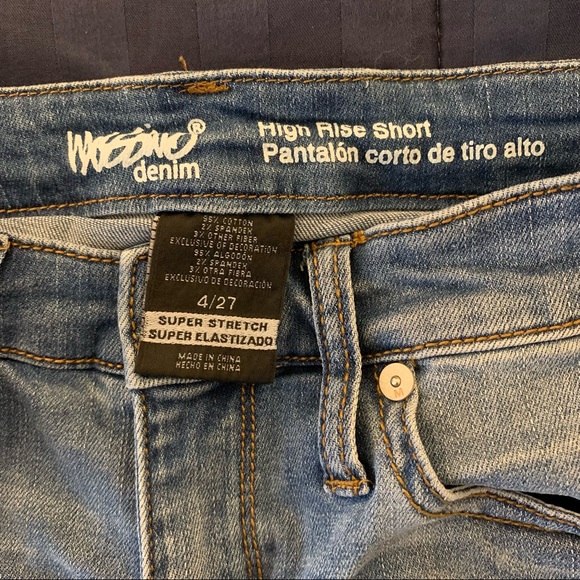 MOSSIMO®
denim
High Rise Short
Pantalón corto de tiro alto
95% COTTON
2% SPANDEX
3% OTHER FIBER
EXCLUSIVE OF DECORATION
95% ALGODÓN
2% SPANDEX
3% OTRA FIBRA
EXCLUSIVO DE DECORACIÓN
4/27
SUPER STRETCH
SUPER ELASTIZADO
MADE IN CHINA
HECHO EN CHINA
M